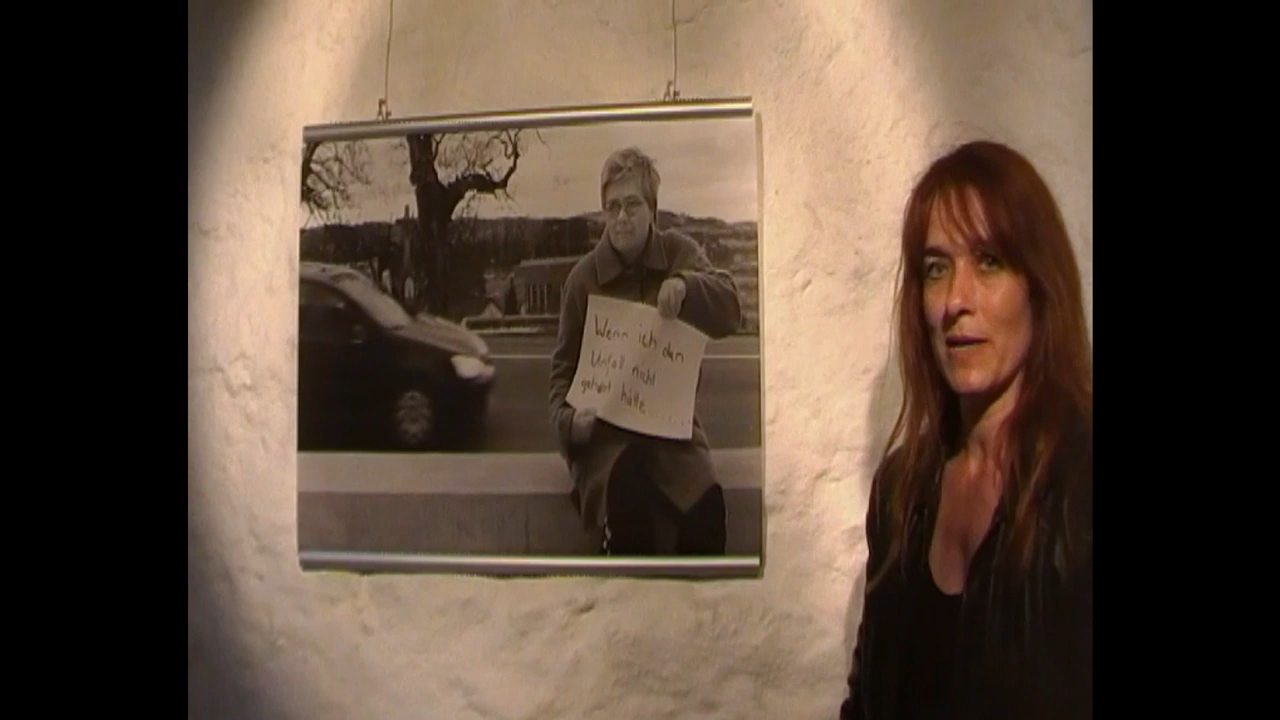 Wenn ich den
Unfall nicht
gehabt hätte.....